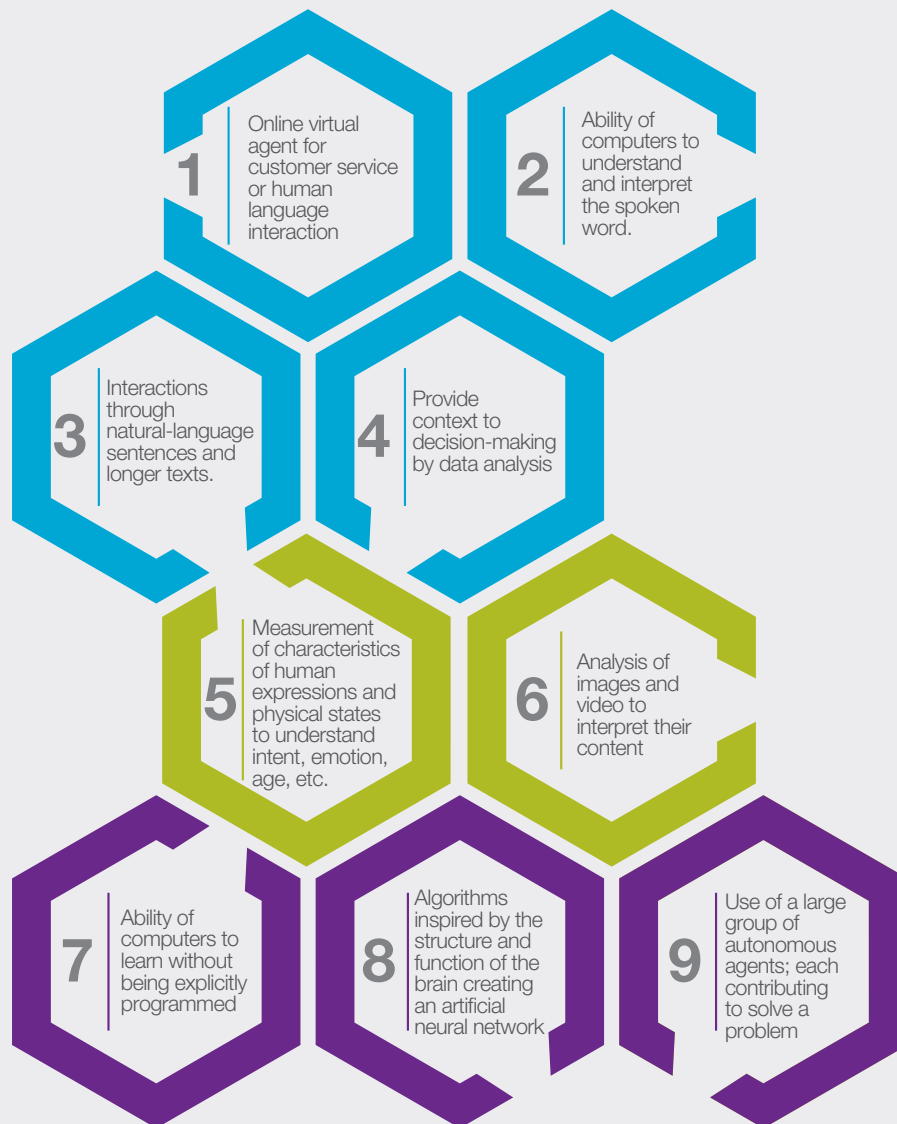 1
Online virtual
agent for
customer service
or human
language
interaction
2
Ability of
computers to
understand
and interpret
the spoken
word.
3
Interactions
through
natural-language
sentences and
longer texts.
4
Provide
context to
decision-making
by data analysis
5
Measurement
of characteristics
of human
expressions and
physical states
to understand
intent, emotion,
age, etc.
6
Analysis of
images and
video to
interpret their
content
7
Ability of
computers to
learn without
being explicitly
programmed
8
Algorithms
inspired by the
structure and
function of the
brain creating
an artificial
neural network
9
Use of a large
group of
autonomous
agents; each
contributing
to solve a
problem